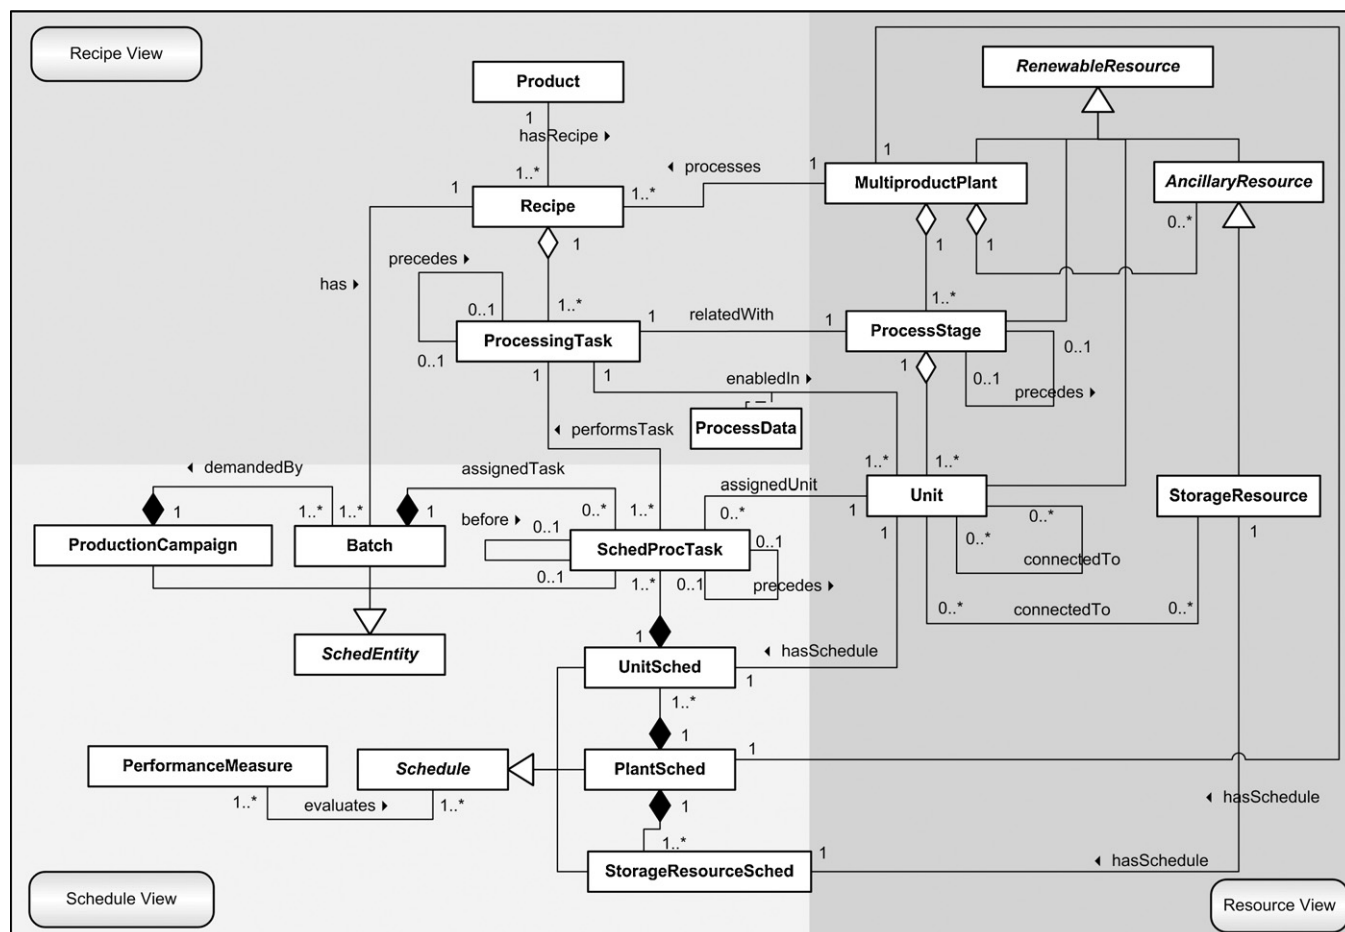 Recipe View
Product
1
hasRecipe
1..*
1
Recipe
1..*
processes
1
1
MultiproductPlant
RenewableResource
AncillaryResource
0..*
1
1
1
precedes
has
0..1
0..1
1..*
ProcessingTask
1
relatedWith
1
1..*
ProcessStage
1
0..1
0..1
precedes
1
1
enabledIn
ProcessData
performsTask
demandedBy
assignedTask
1..*
1..*
assignedUnit
Unit
StorageResource
1
1..*
1..*
1
0..*
1..*
0..*
1
1
0..*
0..*
connectedTo
1
ProductionCampaign
Batch
before
0..1
SchedProcTask
0..1
0..1
1..*
0..1
precedes
0..*
connectedTo
0..*
SchedEntity
1
UnitSched
hasSchedule
1
1..*
1
PerformanceMeasure
Schedule
PlantSched
1
1..*
evaluates
1..*
1
hasSchedule
1..*
1
StorageResourceSched
hasSchedule
Schedule View
Resource View